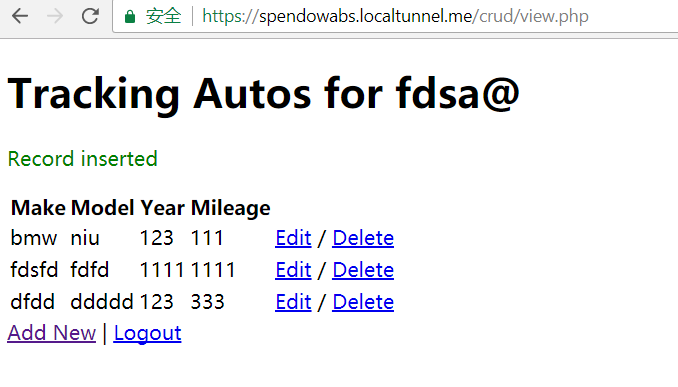 安全 https://spendowabs.localtunnel.me/crud/view.php
Tracking Autos for fdsa@
Record inserted
Make Model Year Mileage
bmw niu 123 111 Edit / Delete
fdsfd fdfd 1111 1111 Edit / Delete
dfdd ddddd 123 333 Edit / Delete
Add New | Logout